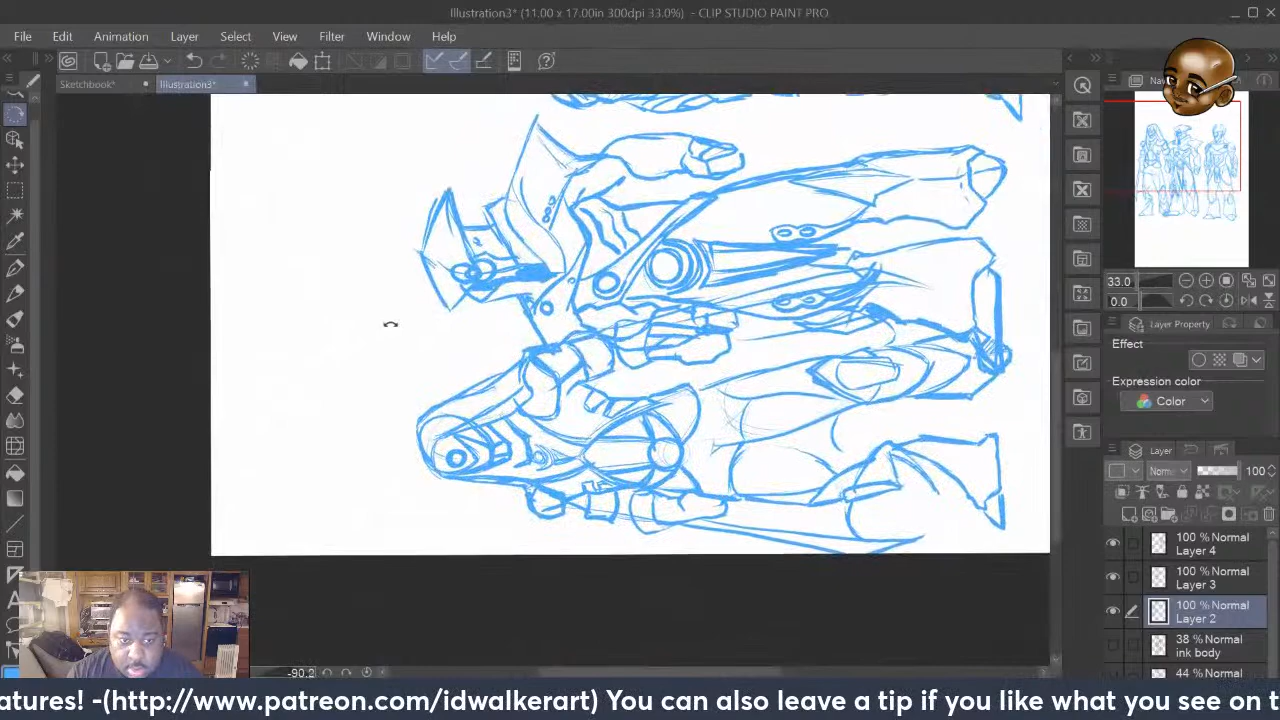 Illustration3* (11.00 x 17.00in 300dpi 33.0%) - CLIP STUDIO PAINT PRO
File Edit Animation Layer Select View Filter Window Help
Sketchbook* Illustration3*
33.0
0.0
Layer Property
Effect
Expression color
Color
Layer
Norm 100
100 % Normal
Layer 4
100 % Normal
Layer 3
100 % Normal
Layer 2
38 % Normal
ink body
44 % Normal
-90.2
atures! -(http://www.patreon.com/idwalkerart) You can also leave a tip if you like what you see on t